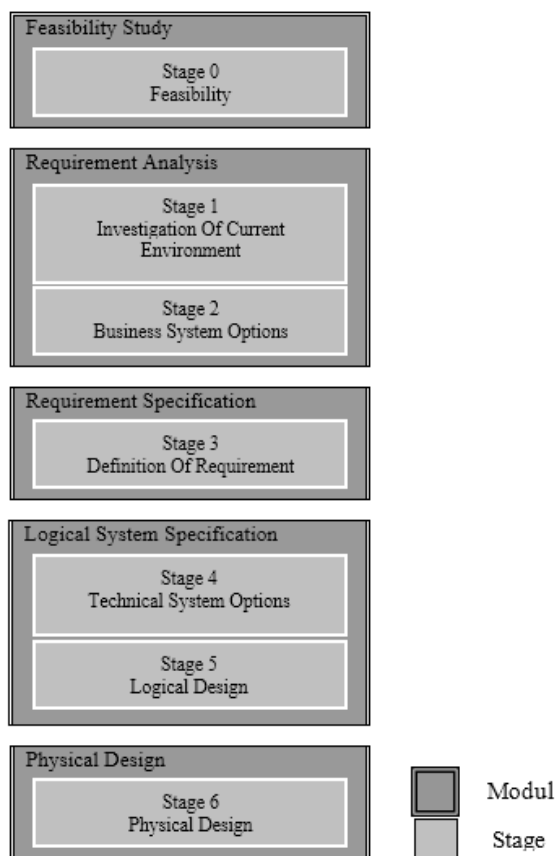 Feasibility Study
Stage 0
Feasibility
Requirement Analysis
Stage 1
Investigation Of Current
Environment
Stage 2
Business System Options
Requirement Specification
Stage 3
Definition Of Requirement
Logical System Specification
Stage 4
Technical System Options
Stage 5
Logical Design
Physical Design
Stage 6
Physical Design
Modul
Stage